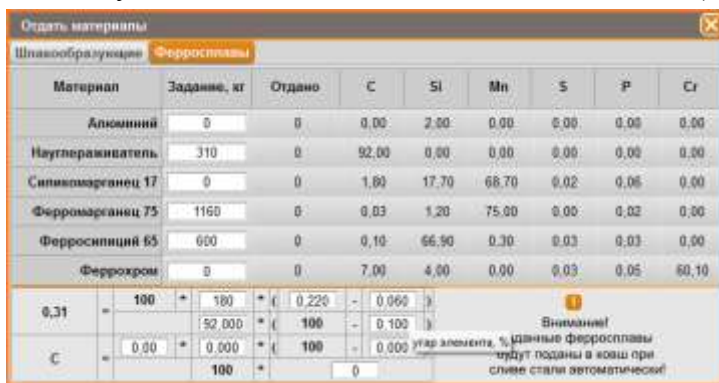 Отдать материалы
Шлакообразующие Ферросплавы
Материал Задание, кг Отдано C Si Mn S P Cr
Алюминий 0 0 0,00 2,00 0,00 0,00 0,00 0,00
Науглераживатель 310 0 92,00 0,00 0,00 0,00 0,00 0,00
Силикомарганец 17 0 0 1,80 17,70 68,70 0,02 0,06 0,00
Ферромарганец 75 1160 0 0,03 1,20 75,00 0,00 0,02 0,00
Ферросилиций 65 600 0 0,10 66,90 0,30 0,03 0,03 0,00
Феррохром 0 0 7,00 4,00 0,00 0,03 0,05 60,10
0,31 = 100 * 180 * ( 0,220 - 0,060 )
92,000 * ( 100 - 0,100 )
Внимание!
C = 0,00 * 0,000 * ( 100 - 0,000 угар элемента, %
100 * 0
данные ферросплавы
будут поданы в ковш при
сливе стали автоматически!